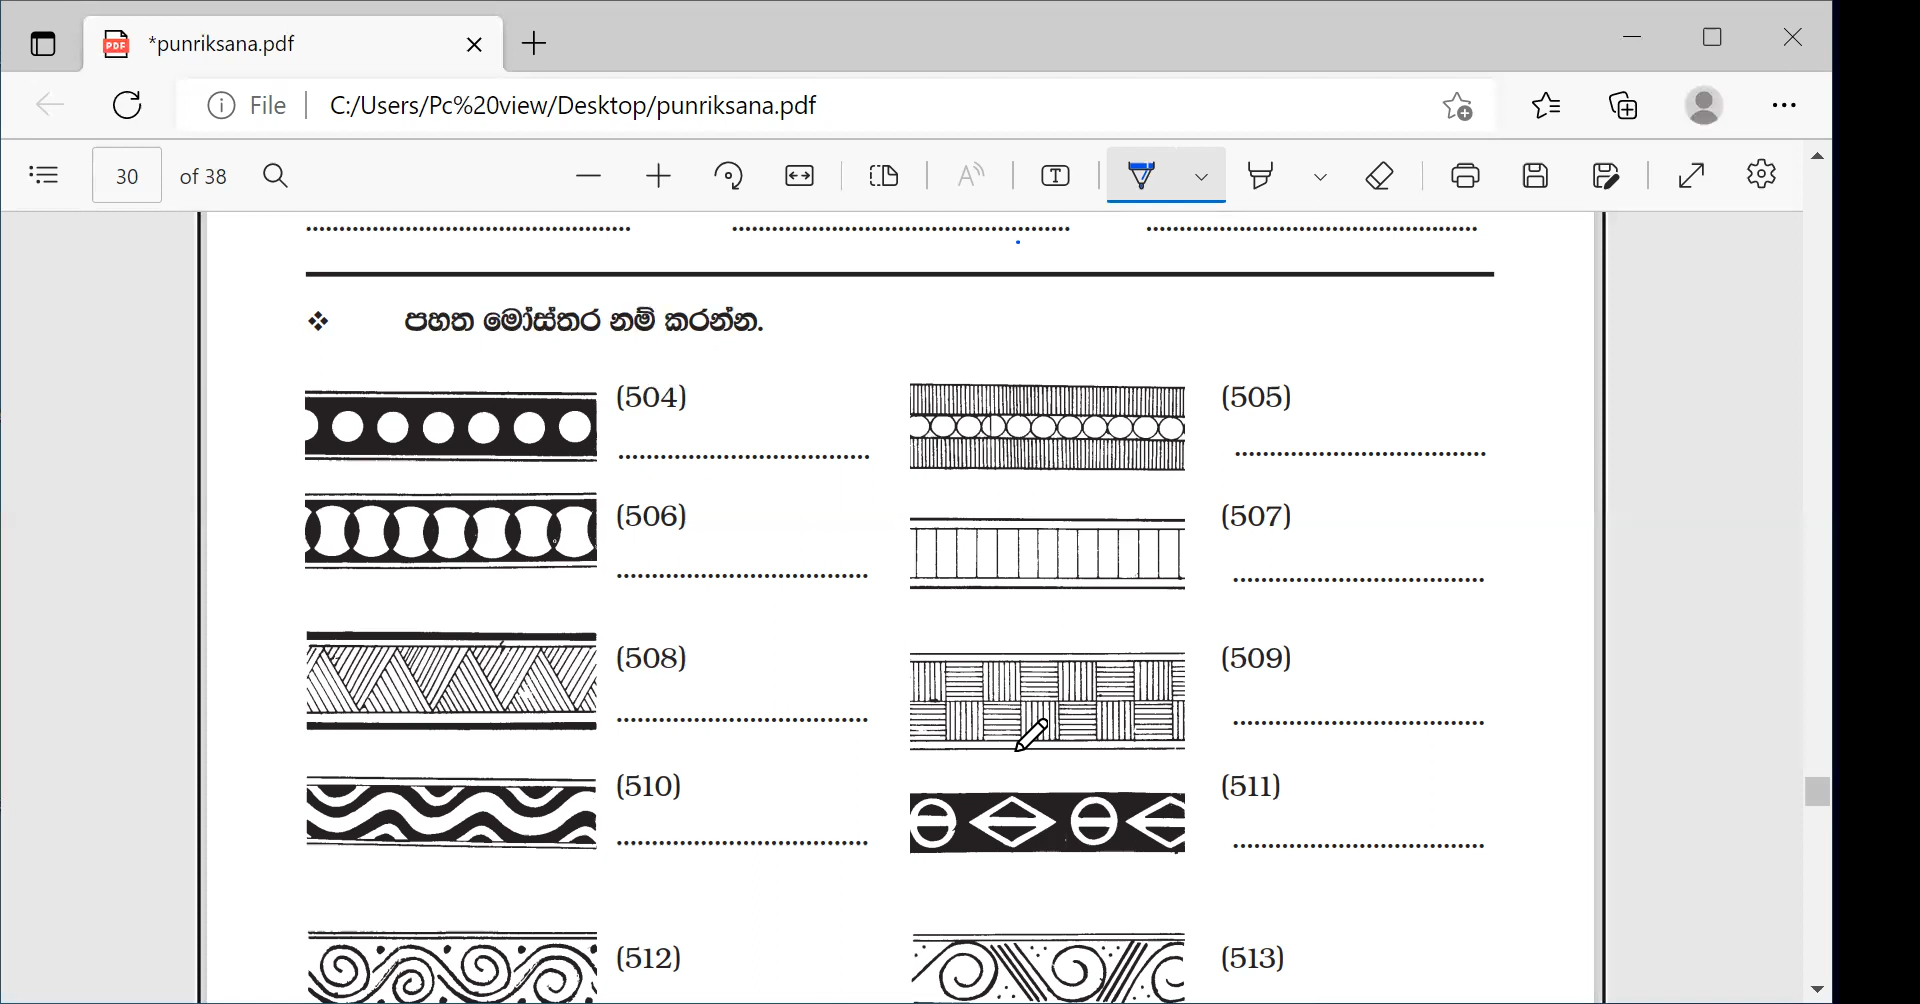 *punriksana.pdf
File
C:/Users/Pc%20view/Desktop/punriksana.pdf
30 of 38
❖ පහත මෝස්තර නම් කරන්න.
(504)
(505)
(506)
(507)
(508)
(509)
(510)
(511)
(512)
(513)